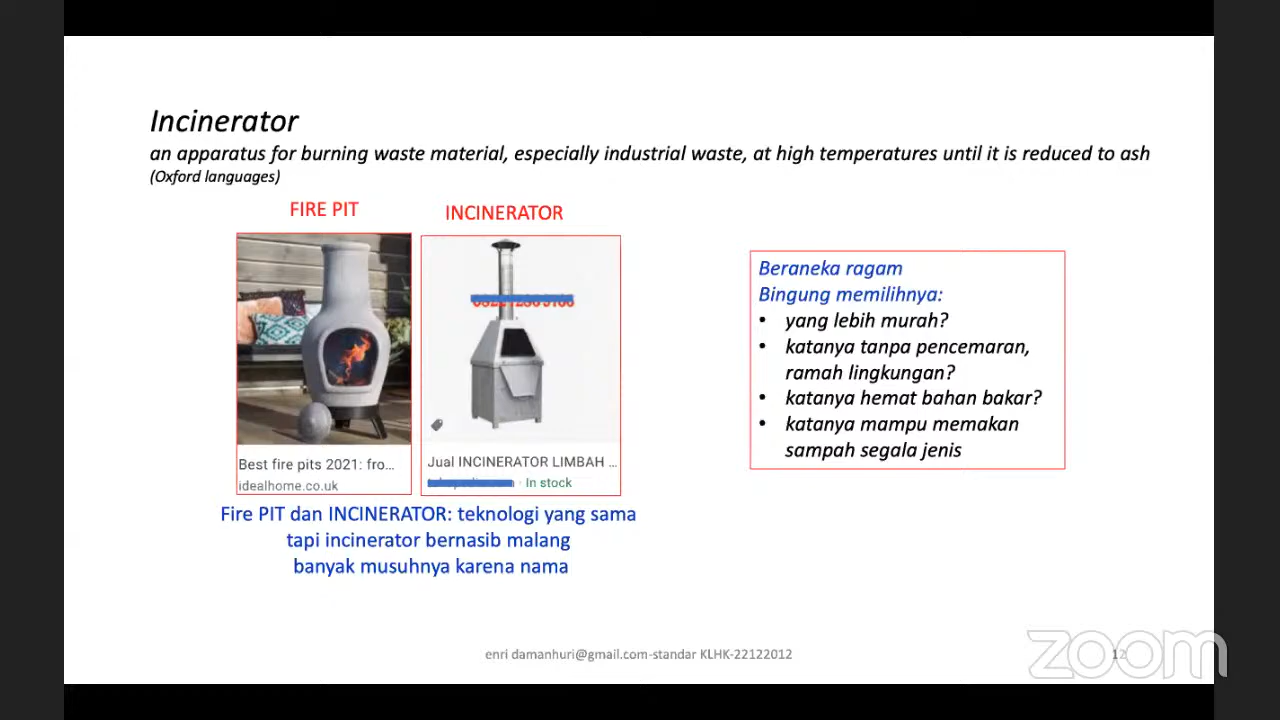 Incinerator
an apparatus for burning waste material, especially industrial waste, at high temperatures until it is reduced to ash
(Oxford languages)
FIRE PIT
INCINERATOR
Best fire pits 2021: fro...
idealhome.co.uk
Jual INCINERATOR LIMBAH ...
· In stock
Fire PIT dan INCINERATOR: teknologi yang sama
tapi incinerator bernasib malang
banyak musuhnya karena nama
Beraneka ragam
Bingung memilihnya:
• yang lebih murah?
• katanya tanpa pencemaran,
ramah lingkungan?
• katanya hemat bahan bakar?
• katanya mampu memakan
sampah segala jenis
enri damanhuri@gmail.com-standar KLHK-22122012
12
zoom